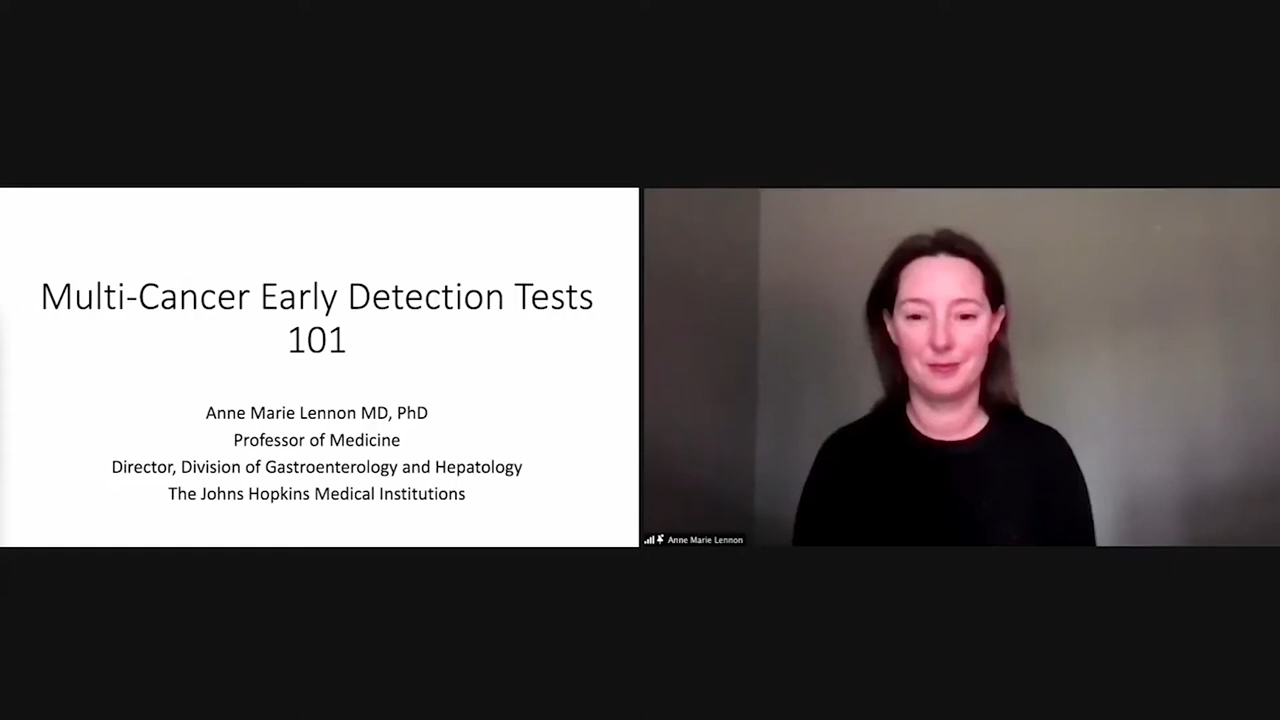 Multi-Cancer Early Detection Tests
101
Anne Marie Lennon MD, PhD
Professor of Medicine
Director, Division of Gastroenterology and Hepatology
The Johns Hopkins Medical Institutions
Anne Marie Lennon